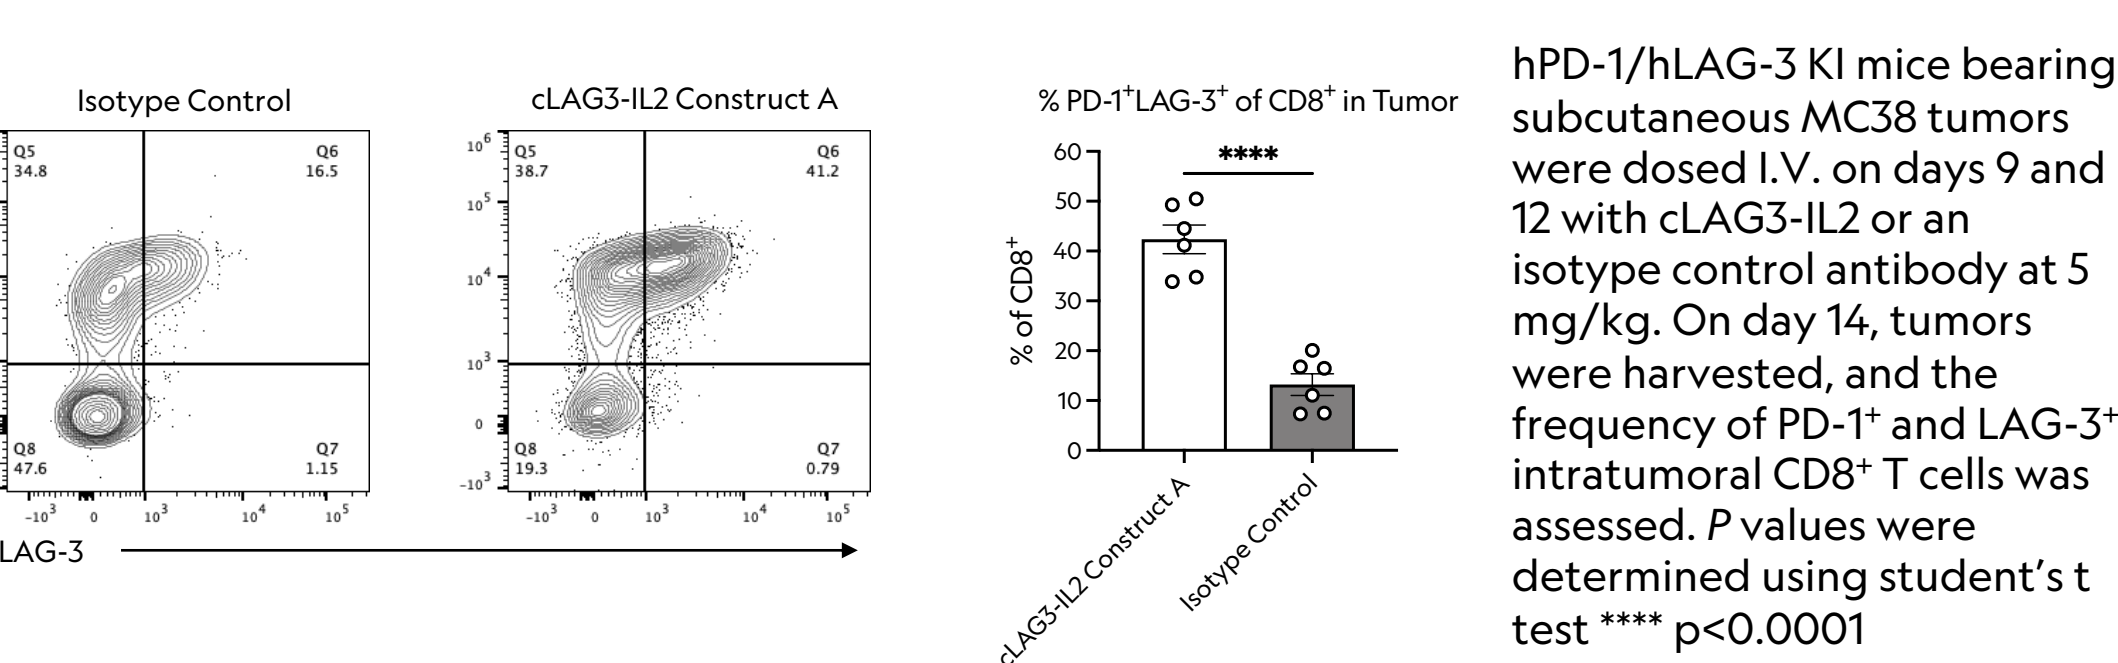 Isotype Control
Q5
34.8
Q6
16.5
Q8
47.6
Q7
1.15
-10³ 0 10³ 10⁴ 10⁵
cLAG3-IL2 Construct A
10⁶
10⁵
10⁴
10³
0
-10³
Q5
38.7
Q6
41.2
Q8
19.3
Q7
0.79
-10³ 0 10³ 10⁴ 10⁵
LAG-3
% PD-1⁺LAG-3⁺ of CD8⁺ in Tumor
% of CD8⁺
60
50
40
30
20
10
0
****
cLAG3-IL2 Construct A
Isotype Control
hPD-1/hLAG-3 KI mice bearing
subcutaneous MC38 tumors
were dosed I.V. on days 9 and
12 with cLAG3-IL2 or an
isotype control antibody at 5
mg/kg. On day 14, tumors
were harvested, and the
frequency of PD-1⁺ and LAG-3⁺
intratumoral CD8⁺ T cells was
assessed. P values were
determined using student's t
test **** p<0.0001